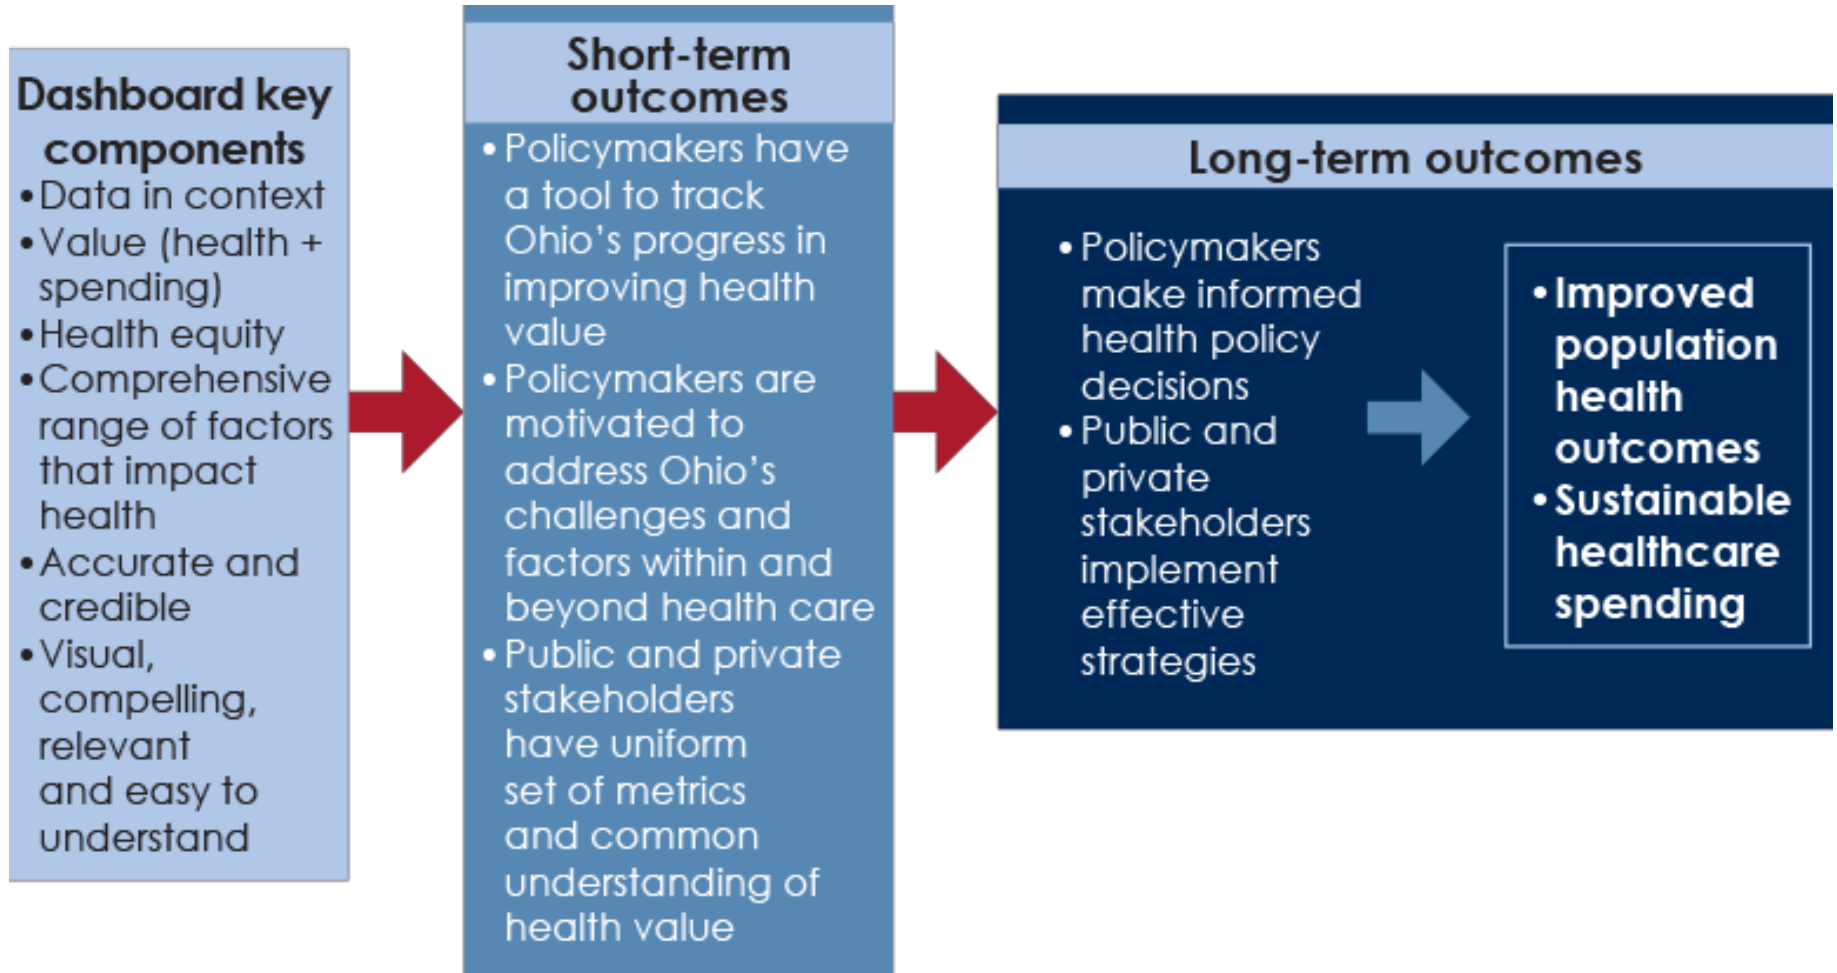 Dashboard key
components
•Data in context
•Value (health +
spending)
•Health equity
•Comprehensive
range of factors
that impact
health
•Accurate and
credible
•Visual,
compelling,
relevant
and easy to
understand
Short-term
outcomes
•Policymakers have
a tool to track
Ohio’s progress in
improving health
value
•Policymakers are
motivated to
address Ohio’s
challenges and
factors within and
beyond health care
•Public and private
stakeholders
have uniform
set of metrics
and common
understanding of
health value
Long-term outcomes
•Policymakers
make informed
health policy
decisions
•Public and
private
stakeholders
implement
effective
strategies
•Improved
population
health
outcomes
•Sustainable
healthcare
spending